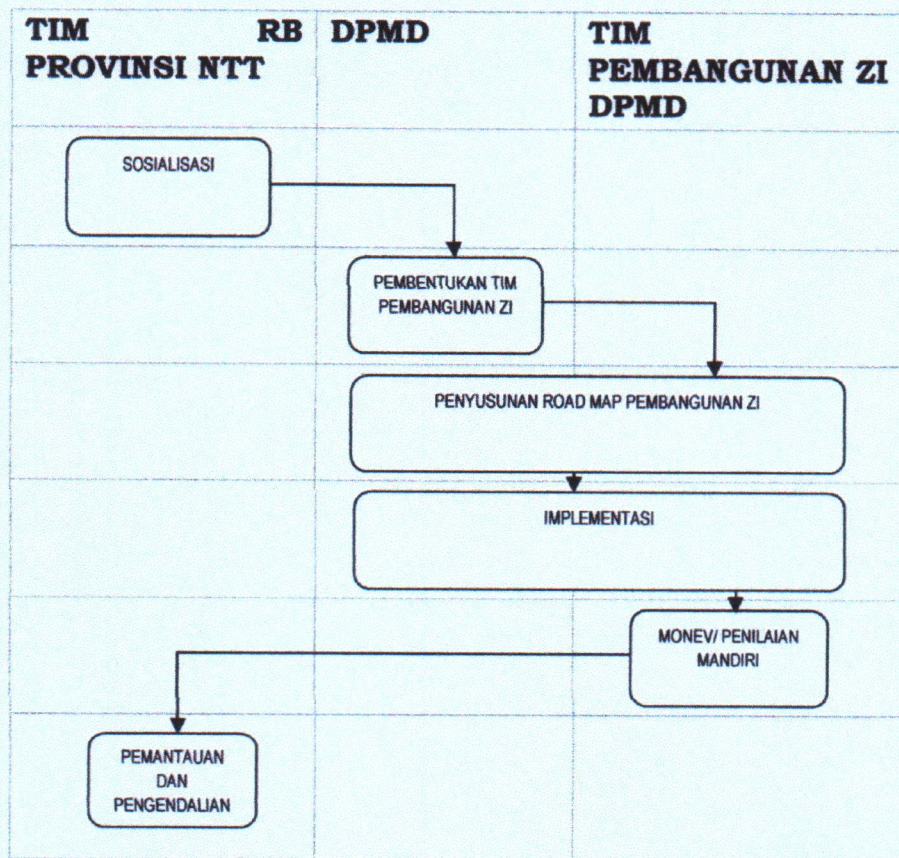 TIM RB
PROVINSI NTT
DPMD
TIM
PEMBANGUNAN ZI
DPMD
SOSIALISASI
PEMBENTUKAN TIM
PEMBANGUNAN ZI
PENYUSUNAN ROAD MAP PEMBANGUNAN ZI
IMPLEMENTASI
MONEV/ PENILAIAN
MANDIRI
PEMANTAUAN
DAN
PENGENDALIAN